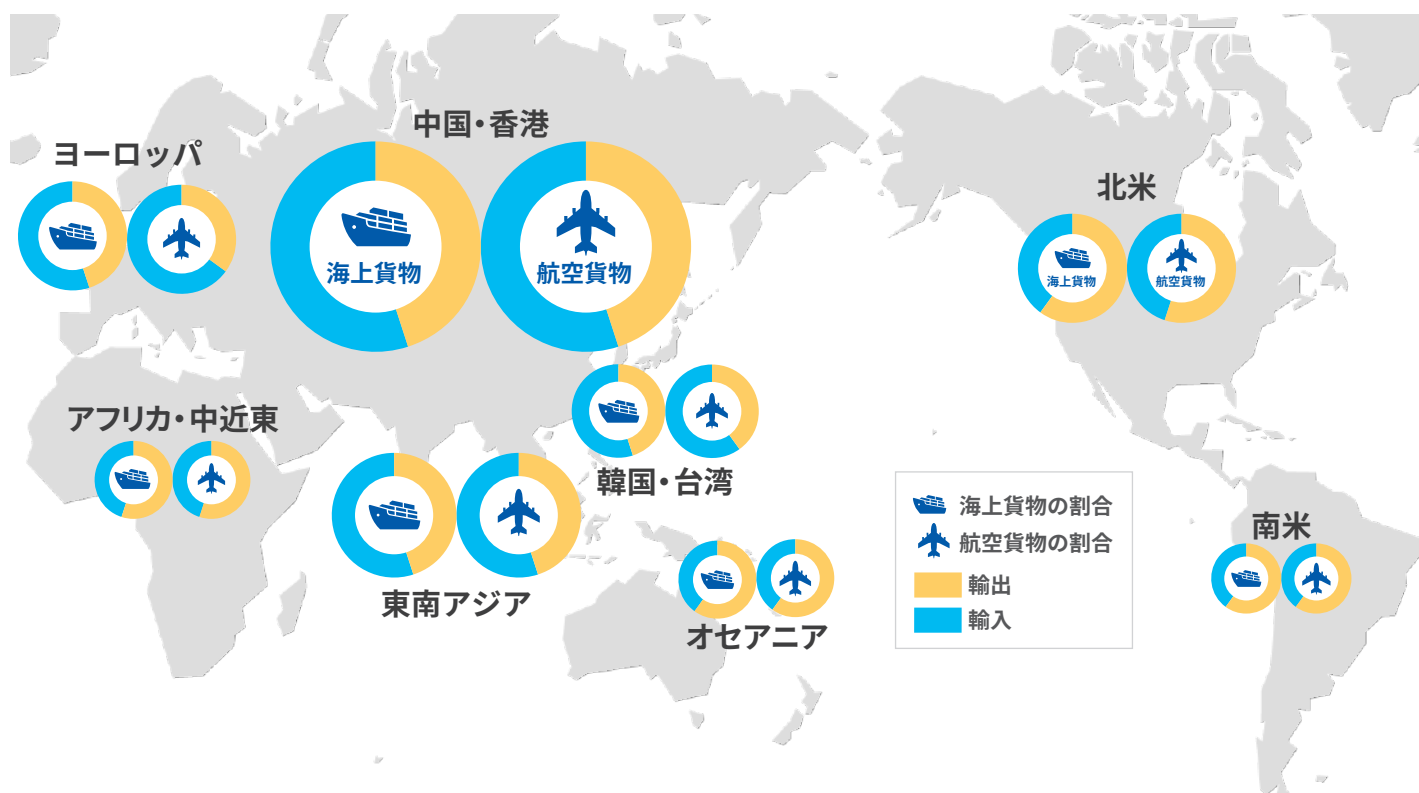 中国・香港
海上貨物
航空貨物
ヨーロッパ
北米
海上貨物
航空貨物
アフリカ・中近東
韓国・台湾
東南アジア
オセアニア
南米
海上貨物の割合
航空貨物の割合
輸出
輸入